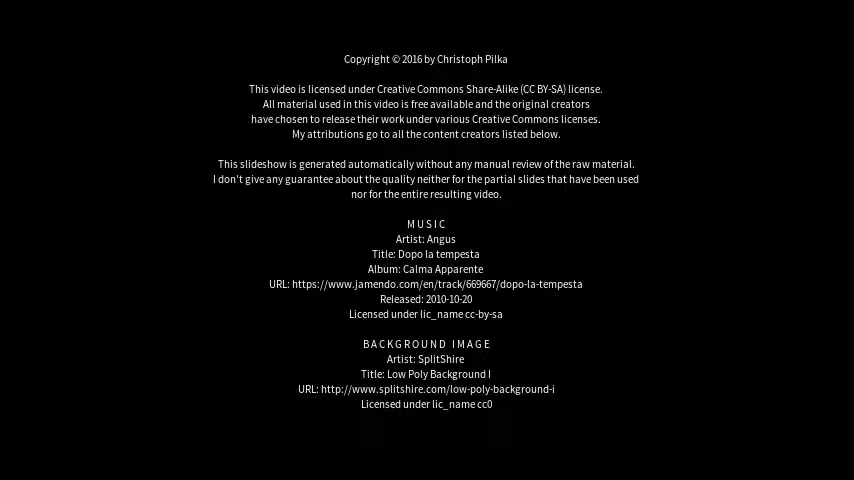 Copyright © 2016 by Christoph Pilka
This video is licensed under Creative Commons Share-Alike (CC BY-SA) license.
All material used in this video is free available and the original creators
have chosen to release their work under various Creative Commons licenses.
My attributions go to all the content creators listed below.
This slideshow is generated automatically without any manual review of the raw material.
I don't give any guarantee about the quality neither for the partial slides that have been used
nor for the entire resulting video.
MUSIC
Artist: Angus
Title: Dopo la tempesta
Album: Calma Apparente
URL: https://www.jamendo.com/en/track/669667/dopo-la-tempesta
Released: 2010-10-20
Licensed under lic_name cc-by-sa
BACKGROUND IMAGE
Artist: SplitShire
Title: Low Poly Background I
URL: http://www.splitshire.com/low-poly-background-i
Licensed under lic_name cc0